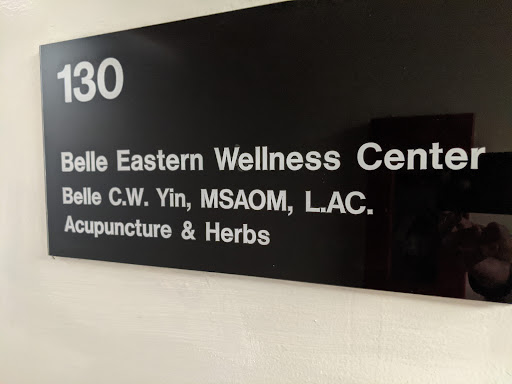 130
Belle Eastern Wellness Center
Belle C.W. Yin, MSAOM, L.AC.
Acupuncture & Herbs